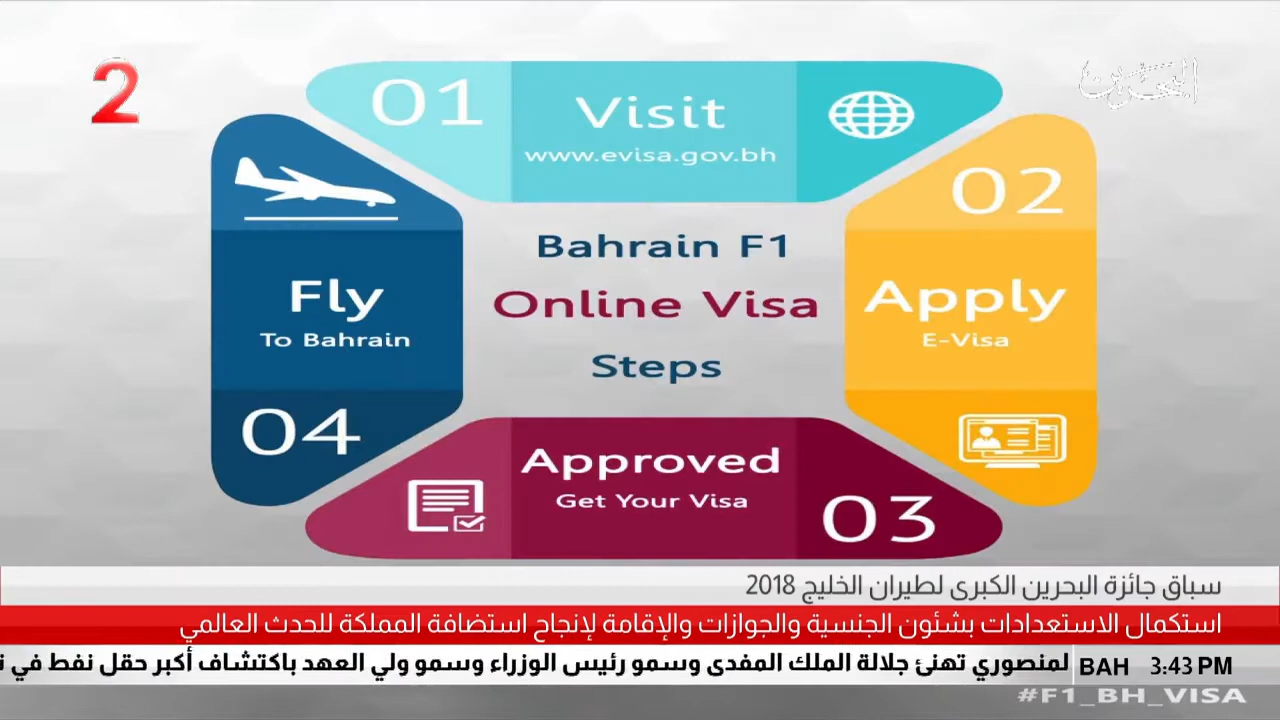 2
البحرين
01
Visit
www.evisa.gov.bh
02
Apply
E-Visa
Bahrain F1
Online Visa
Steps
Fly
To Bahrain
04
Approved
Get Your Visa
03
سباق جائزة البحرين الكبرى لطيران الخليج 2018
استكمال الاستعدادات بشئون الجنسية والجوازات والإقامة لإنجاح استضافة المملكة للحدث العالمي
لمنصوري تهنئ جلالة الملك المفدى وسمو رئيس الوزراء وسمو ولي العهد باكتشاف أكبر حقل نفط في
BAH 3:43 PM
#F1_BH_VISA